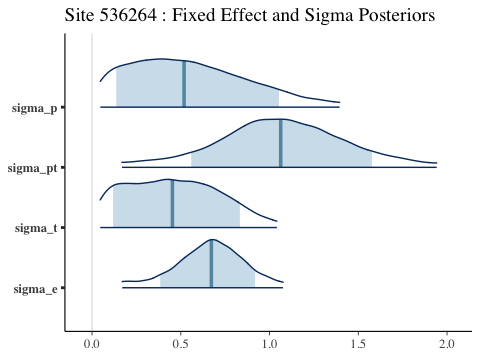 Site 536264 : Fixed Effect and Sigma Posteriors
sigma_p
sigma_pt
sigma_t
sigma_e
0.0 0.5 1.0 1.5 2.0